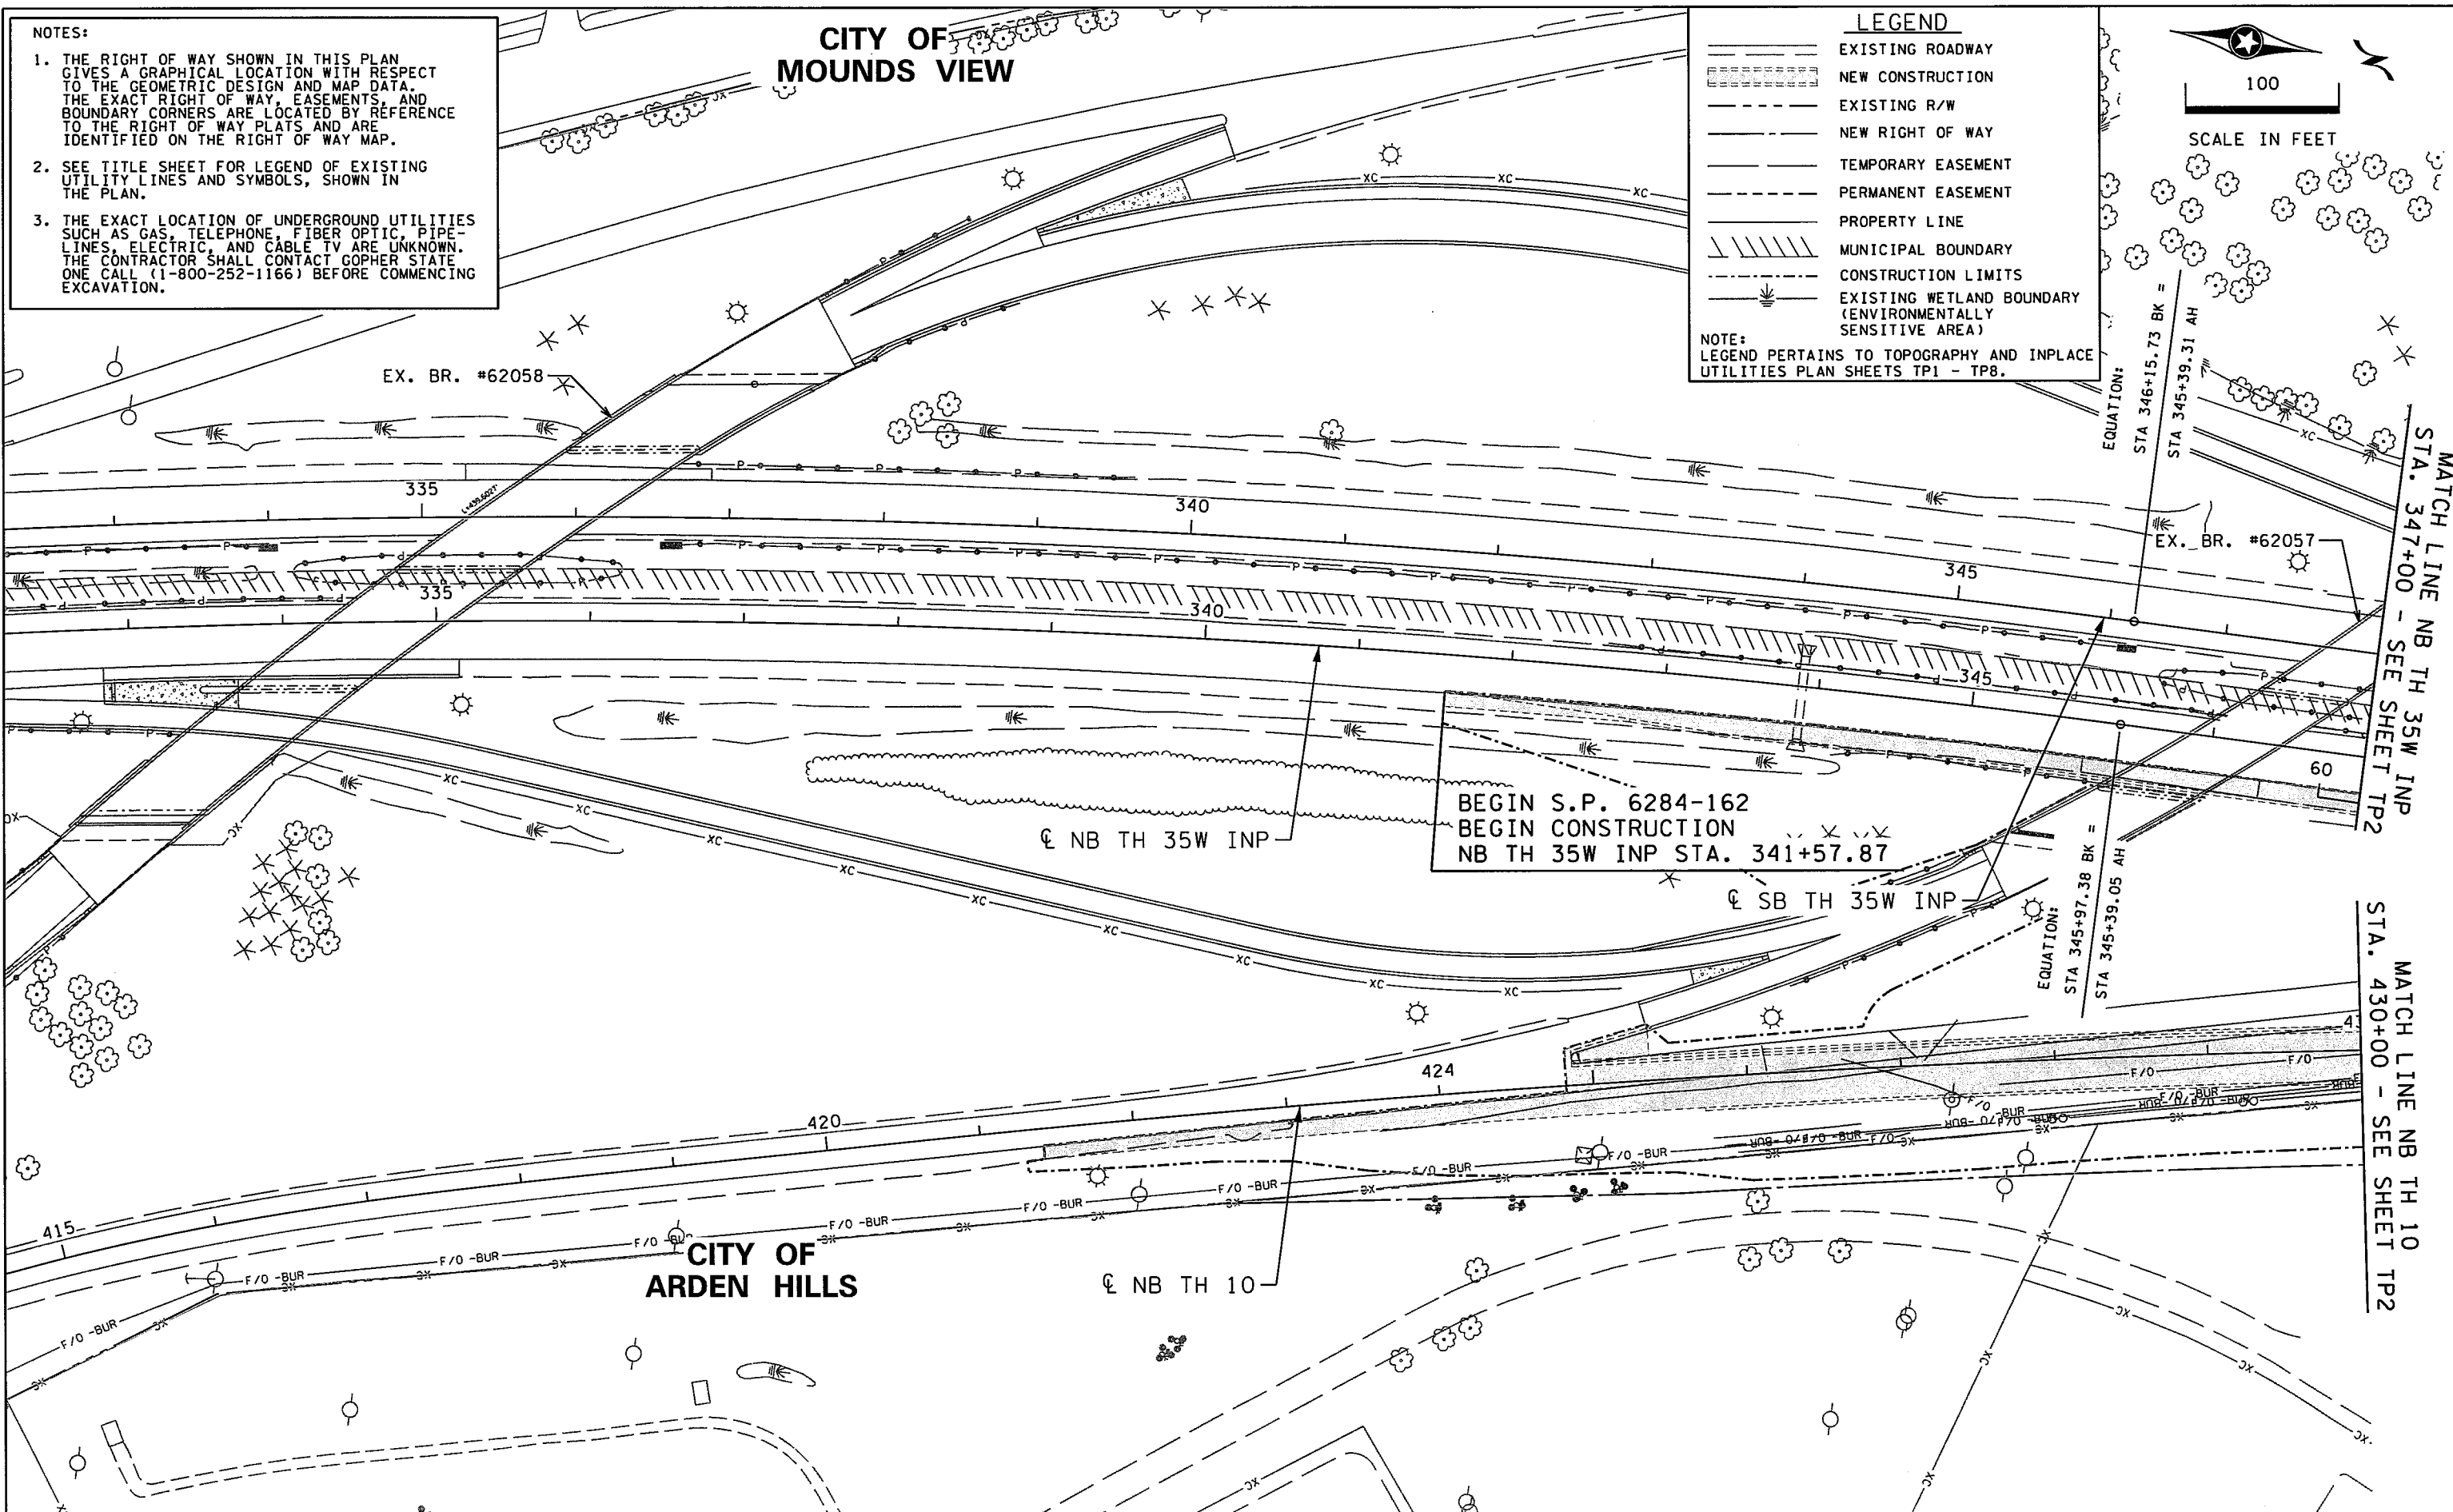 NOTES:
1. THE RIGHT OF WAY SHOWN IN THIS PLAN
GIVES A GRAPHICAL LOCATION WITH RESPECT
TO THE GEOMETRIC DESIGN AND MAP DATA.
THE EXACT RIGHT OF WAY, EASEMENTS, AND
BOUNDARY CORNERS ARE LOCATED BY REFERENCE
TO THE RIGHT OF WAY PLATS AND ARE
IDENTIFIED ON THE RIGHT OF WAY MAP.
2. SEE TITLE SHEET FOR LEGEND OF EXISTING
UTILITY LINES AND SYMBOLS, SHOWN IN
THE PLAN.
3. THE EXACT LOCATION OF UNDERGROUND UTILITIES
SUCH AS GAS, TELEPHONE, FIBER OPTIC, PIPE-
LINES, ELECTRIC, AND CABLE TV ARE UNKNOWN.
THE CONTRACTOR SHALL CONTACT GOPHER STATE
ONE CALL (1-800-252-1166) BEFORE COMMENCING
EXCAVATION.
CITY OF
MOUNDS VIEW
LEGEND
EXISTING ROADWAY
NEW CONSTRUCTION
EXISTING R/W
NEW RIGHT OF WAY
TEMPORARY EASEMENT
PERMANENT EASEMENT
PROPERTY LINE
MUNICIPAL BOUNDARY
CONSTRUCTION LIMITS
EXISTING WETLAND BOUNDARY
(ENVIRONMENTALLY
SENSITIVE AREA)
NOTE:
LEGEND PERTAINS TO TOPOGRAPHY AND INPLACE
UTILITIES PLAN SHEETS TP1 - TP8.
100
SCALE IN FEET
EQUATION:
STA 346+15.73 BK =
STA 345+39.31 AH
MATCH LINE NB TH 35W INP
STA. 347+00 - SEE SHEET TP2
EX. BR. #62058
EX. BR. #62057
335
340
345
335
340
345
60
BEGIN S.P. 6284-162
BEGIN CONSTRUCTION
NB TH 35W INP STA. 341+57.87
℄ NB TH 35W INP
℄ SB TH 35W INP
EQUATION:
STA 345+97.38 BK =
STA 345+39.05 AH
MATCH LINE NB TH 10
STA. 430+00 - SEE SHEET TP2
415
420
424
F/O -BUR
F/O -BUR
F/O -BUR
F/O -BUR
F/O -BUR
F/O -BUR
F/O -BUR
F/O -BUR
F/O
F/O
CITY OF
ARDEN HILLS
℄ NB TH 10